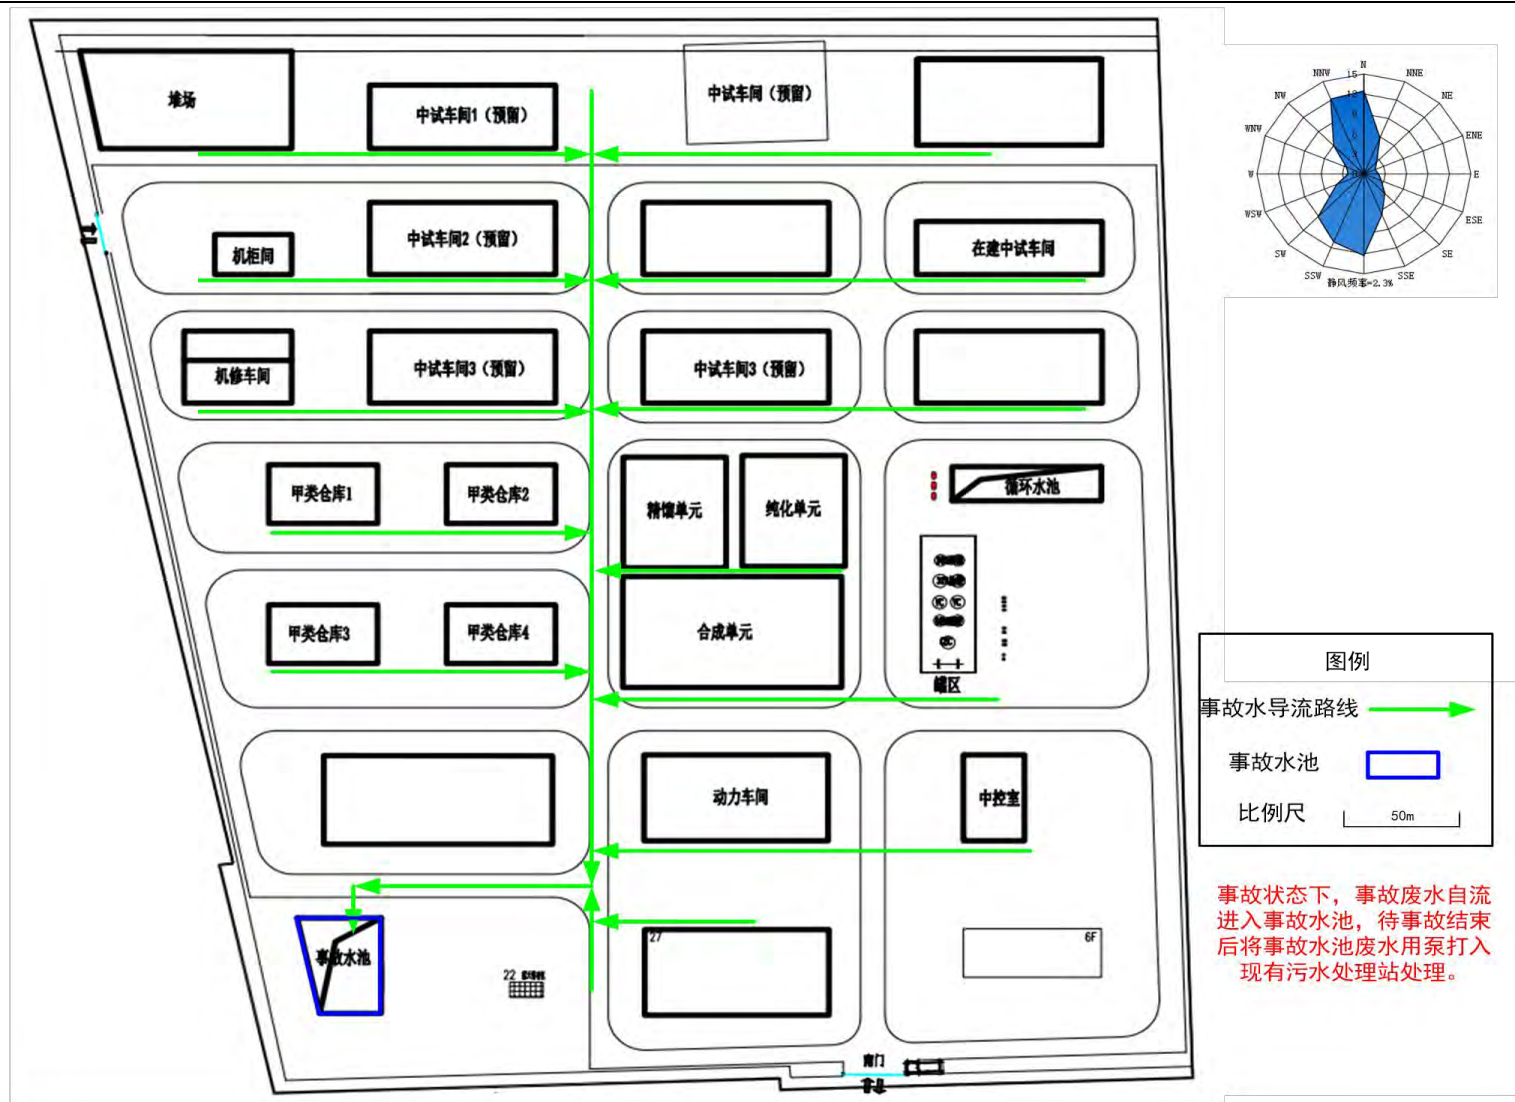 堆场
中试车间1（预留）
中试车间（预留）
机柜间
中试车间2（预留）
在建中试车间
机修车间
中试车间3（预留）
中试车间3（预留）
甲类仓库1
甲类仓库2
精馏单元
纯化单元
循环水池
甲类仓库3
甲类仓库4
合成单元
罐区
动力车间
中控室
事故水池
22
27
6F
南门
N
NNE
NE
ENE
E
ESE
SE
SSE
SSW
SW
WSW
W
WNW
NW
NNW
15
12
9
6
3
静风频率=2.3%
图例
事故水导流路线
事故水池
比例尺
50m
事故状态下，事故废水自流
进入事故水池，待事故结束
后将事故水池废水用泵打入
现有污水处理站处理。